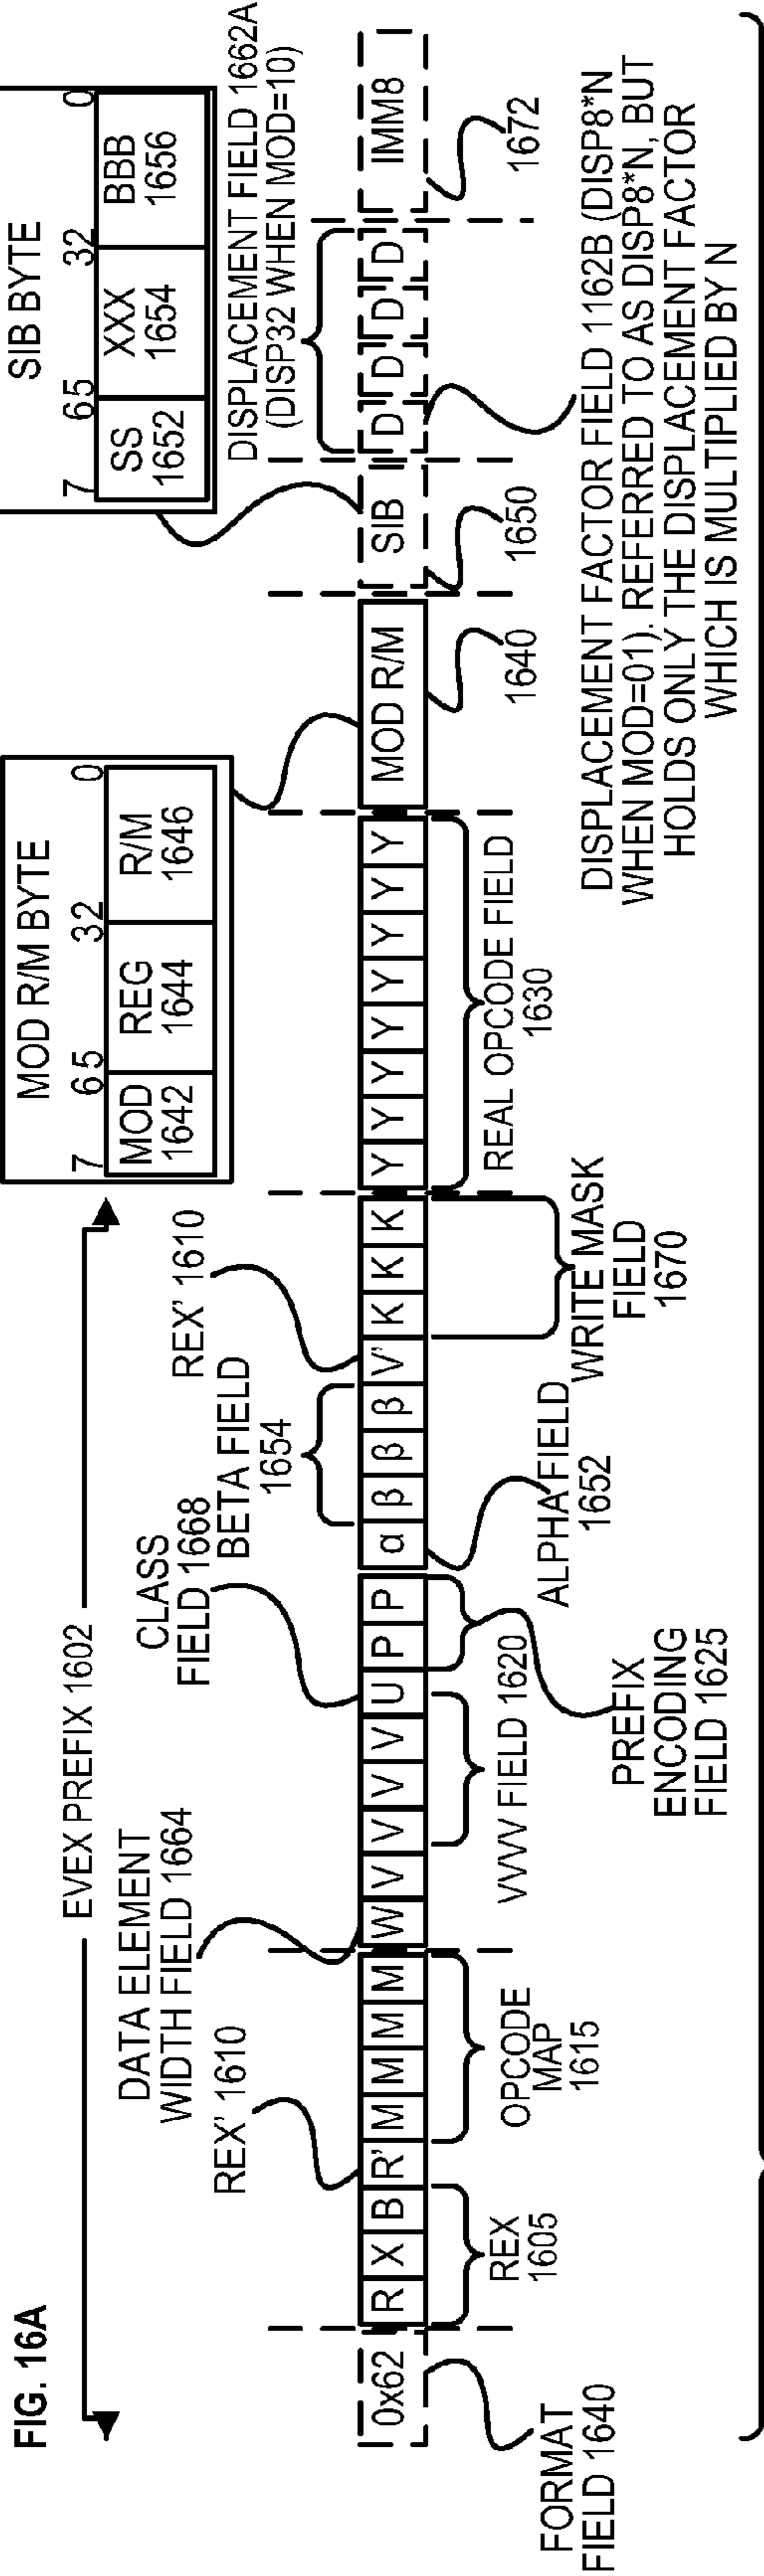 FIG. 16A
EVEX PREFIX 1602
MOD R/M BYTE
7 6 5 3 2 0
MOD REG R/M
1642 1644 1646
SIB BYTE
7 6 5 3 2 0
SS XXX BBB
1652 1654 1656
DATA ELEMENT
WIDTH FIELD 1664
REX' 1610
CLASS
FIELD 1668
BETA FIELD
1654
REX' 1610
DISPLACEMENT FIELD 1662A
(DISP32 WHEN MOD=10)
0x62 R X B R' M M M M W V V V V U P P α β β β V' K K K Y Y Y Y Y Y Y Y MOD R/M SIB D D D D IMM8
FORMAT
FIELD 1640
REX
1605
OPCODE
MAP
1615
VVVV FIELD 1620
PREFIX
ENCODING
FIELD 1625
ALPHA FIELD
1652
WRITE MASK
FIELD
1670
REAL OPCODE FIELD
1630
1640
1650
1672
DISPLACEMENT FACTOR FIELD 1162B (DISP8*N
WHEN MOD=01). REFERRED TO AS DISP8*N, BUT
HOLDS ONLY THE DISPLACEMENT FACTOR
WHICH IS MULTIPLIED BY N